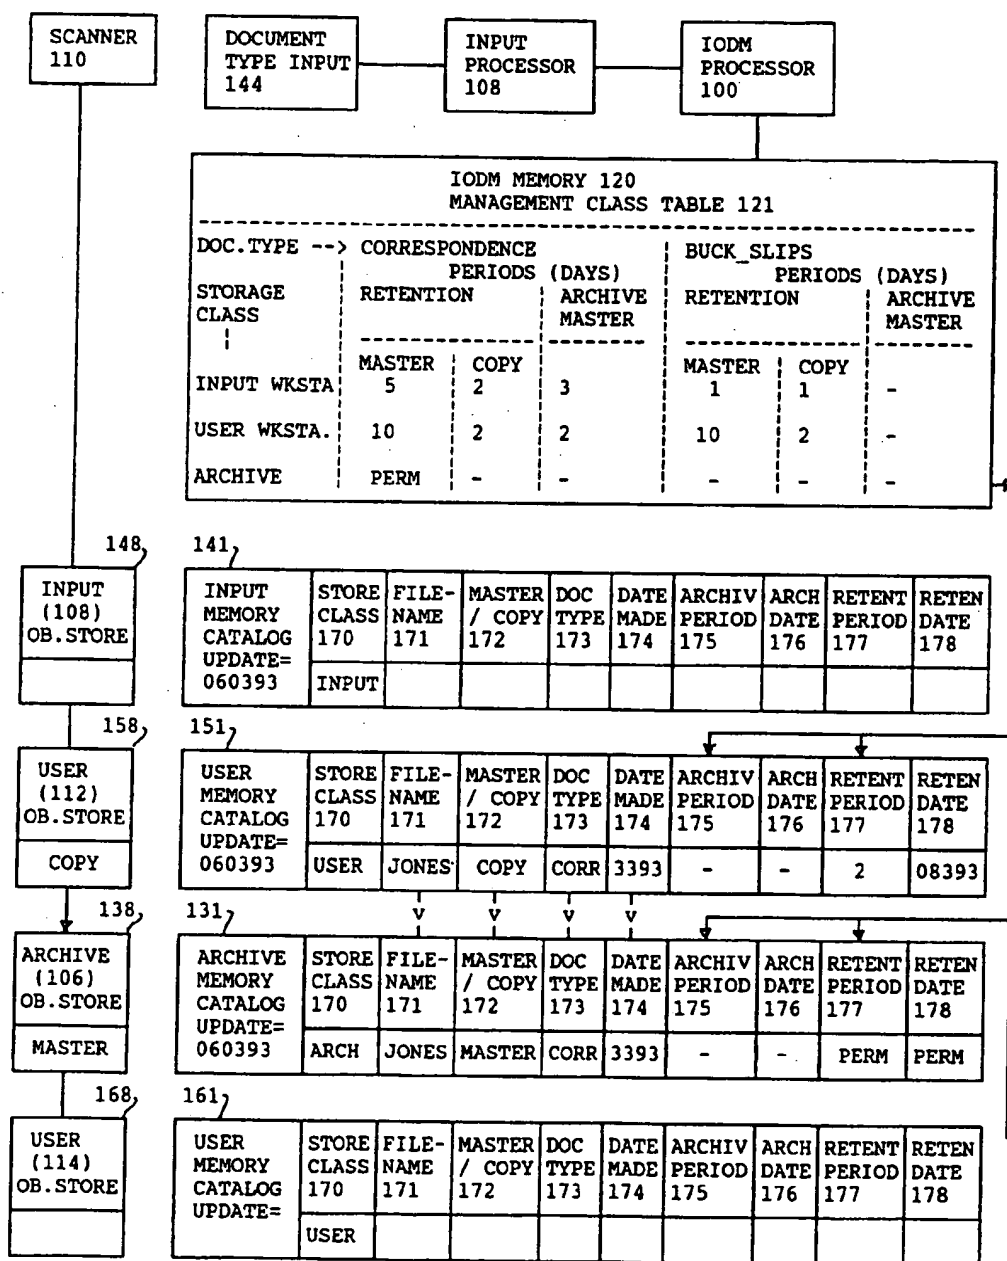 SCANNER
110
DOCUMENT
TYPE INPUT
144
INPUT
PROCESSOR
108
IODM
PROCESSOR
100
IODM MEMORY 120
MANAGEMENT CLASS TABLE 121
DOC.TYPE --> CORRESPONDENCE BUCK_SLIPS
PERIODS (DAYS) PERIODS (DAYS)
STORAGE RETENTION ARCHIVE RETENTION ARCHIVE
CLASS MASTER MASTER
MASTER COPY MASTER COPY
INPUT WKSTA 5 2 3 1 1 -
USER WKSTA. 10 2 2 10 2 -
ARCHIVE PERM - - - - -
148
INPUT
(108)
OB.STORE
141
INPUT STORE FILE- MASTER DOC DATE ARCHIV ARCH RETENT RETEN
MEMORY CLASS NAME / COPY TYPE MADE PERIOD DATE PERIOD DATE
CATALOG 170 171 172 173 174 175 176 177 178
UPDATE=
060393 INPUT
158
USER
(112)
OB.STORE
COPY
151
USER STORE FILE- MASTER DOC DATE ARCHIV ARCH RETENT RETEN
MEMORY CLASS NAME / COPY TYPE MADE PERIOD DATE PERIOD DATE
CATALOG 170 171 172 173 174 175 176 177 178
UPDATE=
060393 USER JONES COPY CORR 3393 - - 2 08393
v v v v
138
ARCHIVE
(106)
OB.STORE
MASTER
131
ARCHIVE STORE FILE- MASTER DOC DATE ARCHIV ARCH RETENT RETEN
MEMORY CLASS NAME / COPY TYPE MADE PERIOD DATE PERIOD DATE
CATALOG 170 171 172 173 174 175 176 177 178
UPDATE=
060393 ARCH JONES MASTER CORR 3393 - - PERM PERM
168
USER
(114)
OB.STORE
161
USER STORE FILE- MASTER DOC DATE ARCHIV ARCH RETENT RETEN
MEMORY CLASS NAME / COPY TYPE MADE PERIOD DATE PERIOD DATE
CATALOG 170 171 172 173 174 175 176 177 178
UPDATE=
USER